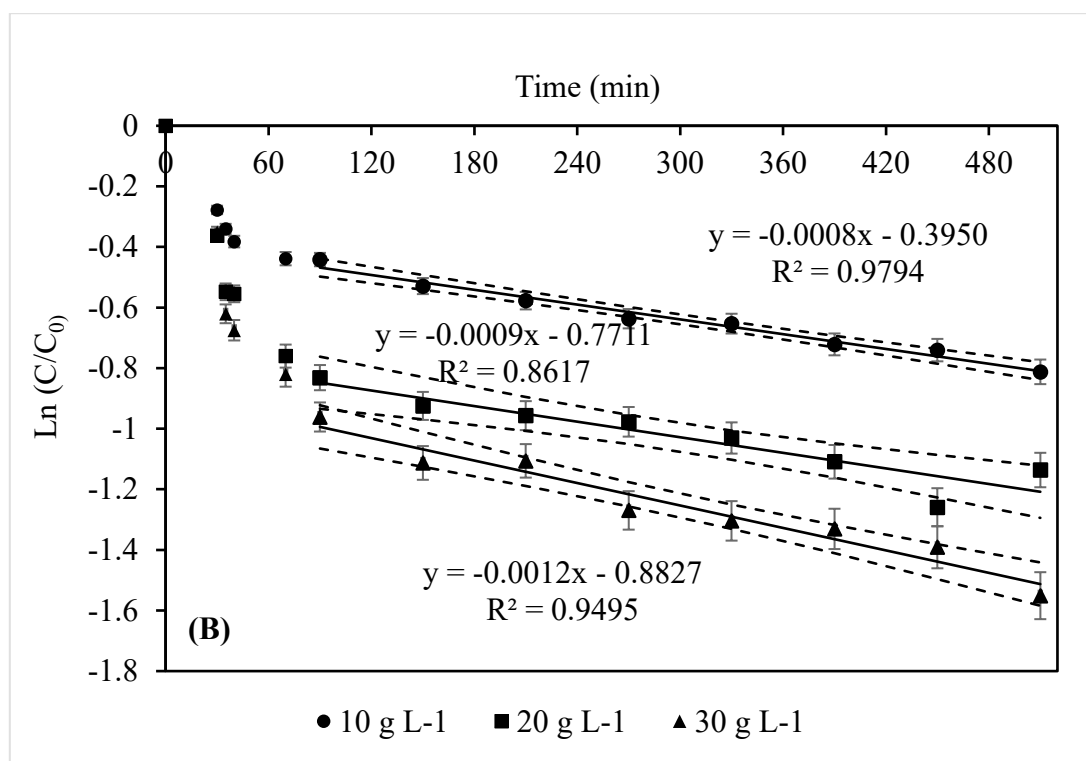 Time (min)
0
0 60 120 180 240 300 360 420 480
-0.2
-0.4
-0.6
-0.8
-1
-1.2
-1.4
-1.6
-1.8
Ln (C/C0)
y = -0.0008x - 0.3950
R² = 0.9794
y = -0.0009x - 0.7711
R² = 0.8617
y = -0.0012x - 0.8827
R² = 0.9495
(B)
10 g L-1 20 g L-1 30 g L-1